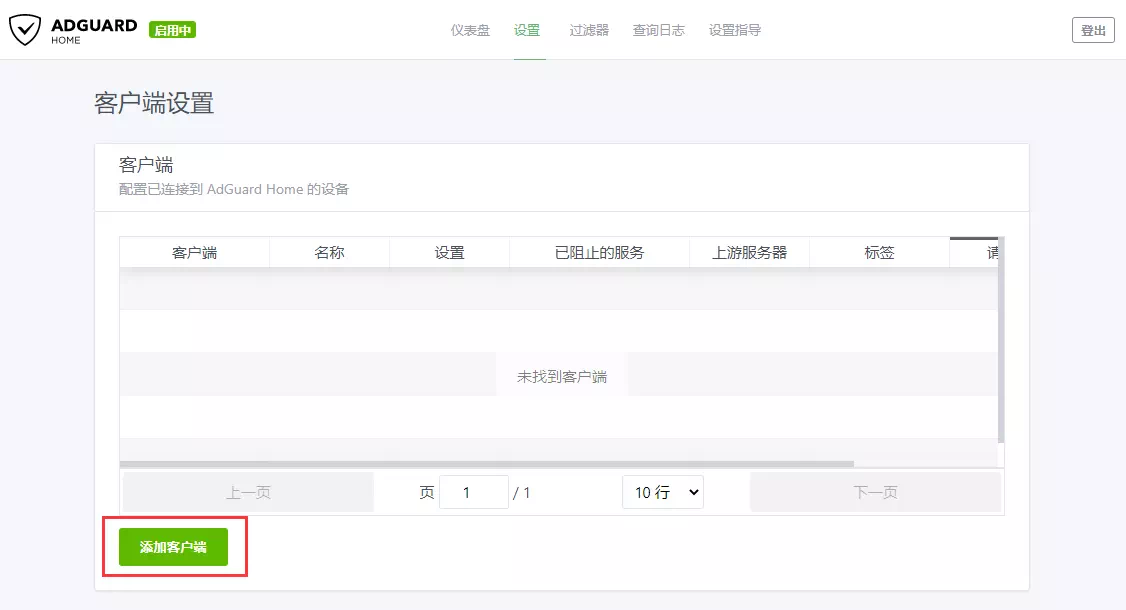 ADGUARD
HOME
启用中
仪表盘
设置
过滤器
查询日志
设置指导
登出
客户端设置
客户端
配置已连接到 AdGuard Home 的设备
客户端
名称
设置
已阻止的服务
上游服务器
标签
请
未找到客户端
上一页
页 1 / 1
10 行
下一页
添加客户端